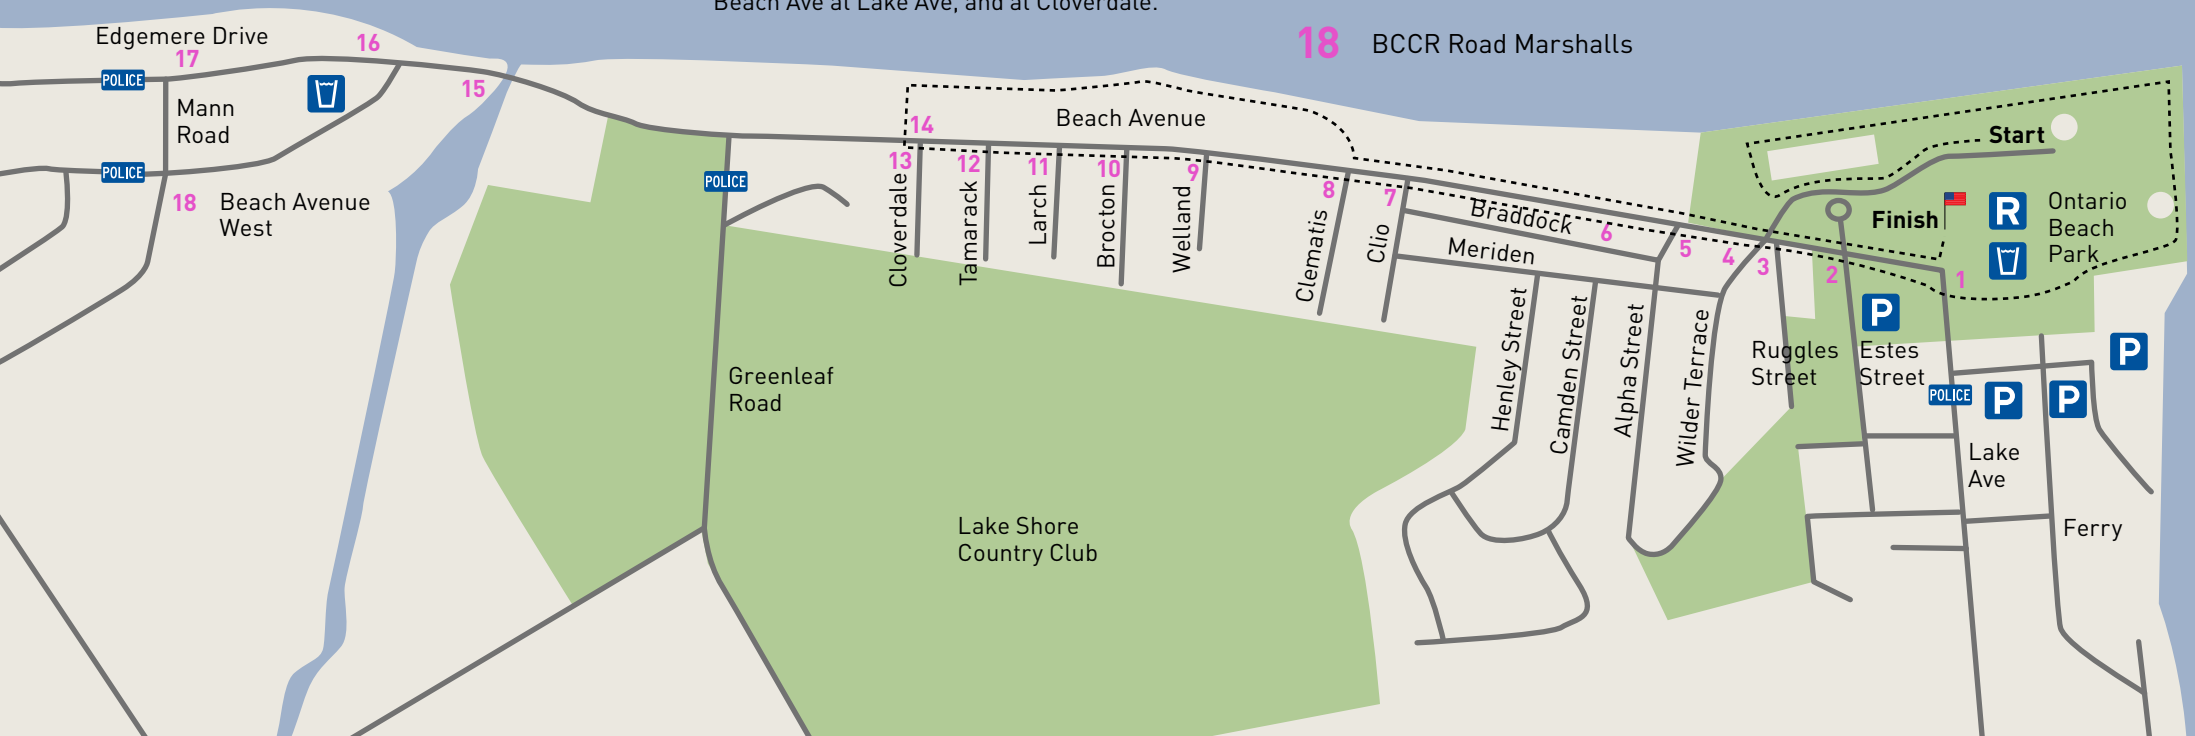 Beach Ave at Lake Ave, and at Cloverdale.
18 BCCR Road Marshalls
Edgemere Drive
17
16
15
POLICE
Mann
Road
POLICE
18
Beach Avenue
West
POLICE
Greenleaf
Road
Beach Avenue
14
13
12
11
10
9
8
7
6
5
4
3
2
1
Cloverdale
Tamarack
Larch
Brocton
Welland
Clematis
Clio
Braddock
Meriden
Henley Street
Camden Street
Alpha Street
Wilder Terrace
Start
Finish
R
Ontario
Beach
Park
P
Ruggles
Street
Estes
Street
POLICE
P
P
P
Lake
Ave
Ferry
Lake Shore
Country Club